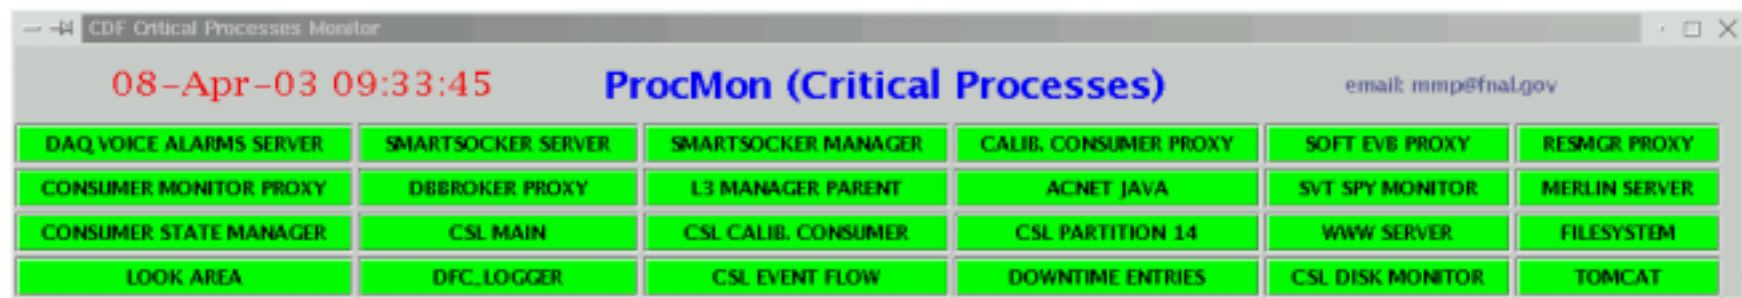 CDF Critical Processes Monitor
08-Apr-03 09:33:45 ProcMon (Critical Processes) email: mmp@fnal.gov
DAQ VOICE ALARMS SERVER SMARTSOCKER SERVER SMARTSOCKER MANAGER CALIB. CONSUMER PROXY SOFT EVB PROXY RESMGR PROXY
CONSUMER MONITOR PROXY DBBROKER PROXY L3 MANAGER PARENT ACNET JAVA SVT SPY MONITOR MERLIN SERVER
CONSUMER STATE MANAGER CSL MAIN CSL CALIB. CONSUMER CSL PARTITION 14 WWW SERVER FILESYSTEM
LOOK AREA DFC_LOGGER CSL EVENT FLOW DOWNTIME ENTRIES CSL DISK MONITOR TOMCAT